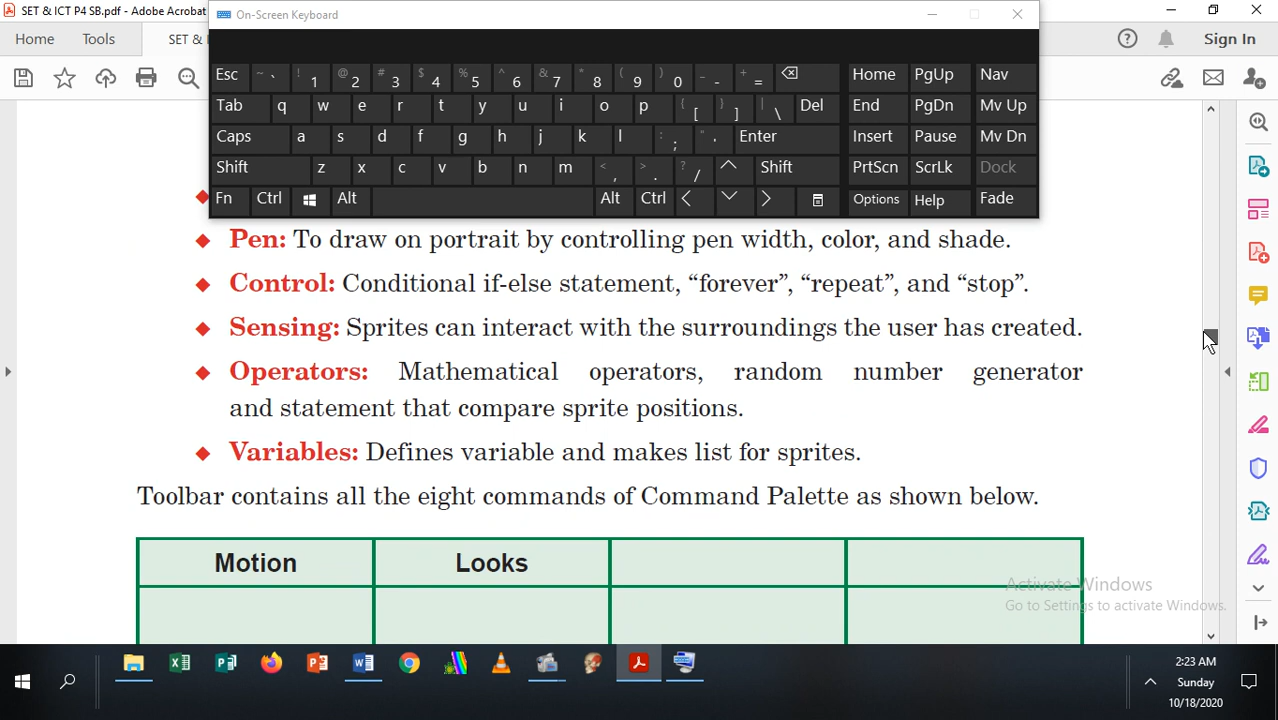 SET & ICT P4 SB.pdf - Adobe Acrobat
On-Screen Keyboard
Home Tools SET &
Sign In
Esc ~ ` ! 1 @ 2 # 3 $ 4 % 5 ^ 6 & 7 * 8 ( 9 ) 0 _ - + = Home PgUp Nav
Tab q w e r t y u i o p { [ } ] | \ Del End PgDn Mv Up
Caps a s d f g h j k l : ; " ' Enter Insert Pause Mv Dn
Shift z x c v b n m < , > . ? / Shift PrtScn ScrLk Dock
Fn Ctrl Alt Alt Ctrl Options Help Fade
◆ Pen: To draw on portrait by controlling pen width, color, and shade.
◆ Control: Conditional if-else statement, “forever”, “repeat”, and “stop”.
◆ Sensing: Sprites can interact with the surroundings the user has created.
◆ Operators: Mathematical operators, random number generator
and statement that compare sprite positions.
◆ Variables: Defines variable and makes list for sprites.
Toolbar contains all the eight commands of Command Palette as shown below.
Motion Looks
Activate Windows
Go to Settings to activate Windows.
2:23 AM
Sunday
10/18/2020